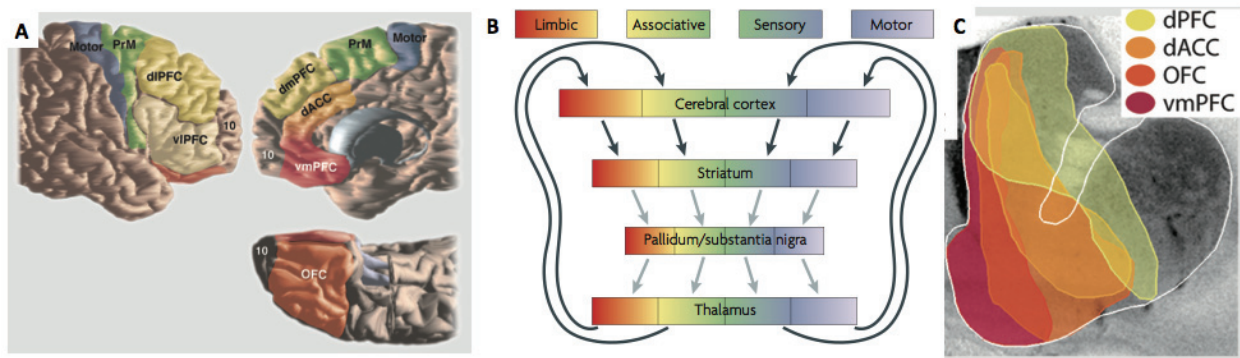 A
Motor
PrM
dlPFC
vlPFC
10
PrM
Motor
dmPFC
dACC
10
vmPFC
10
OFC
B
Limbic
Associative
Sensory
Motor
Cerebral cortex
Striatum
Pallidum/substantia nigra
Thalamus
C
dPFC
dACC
OFC
vmPFC